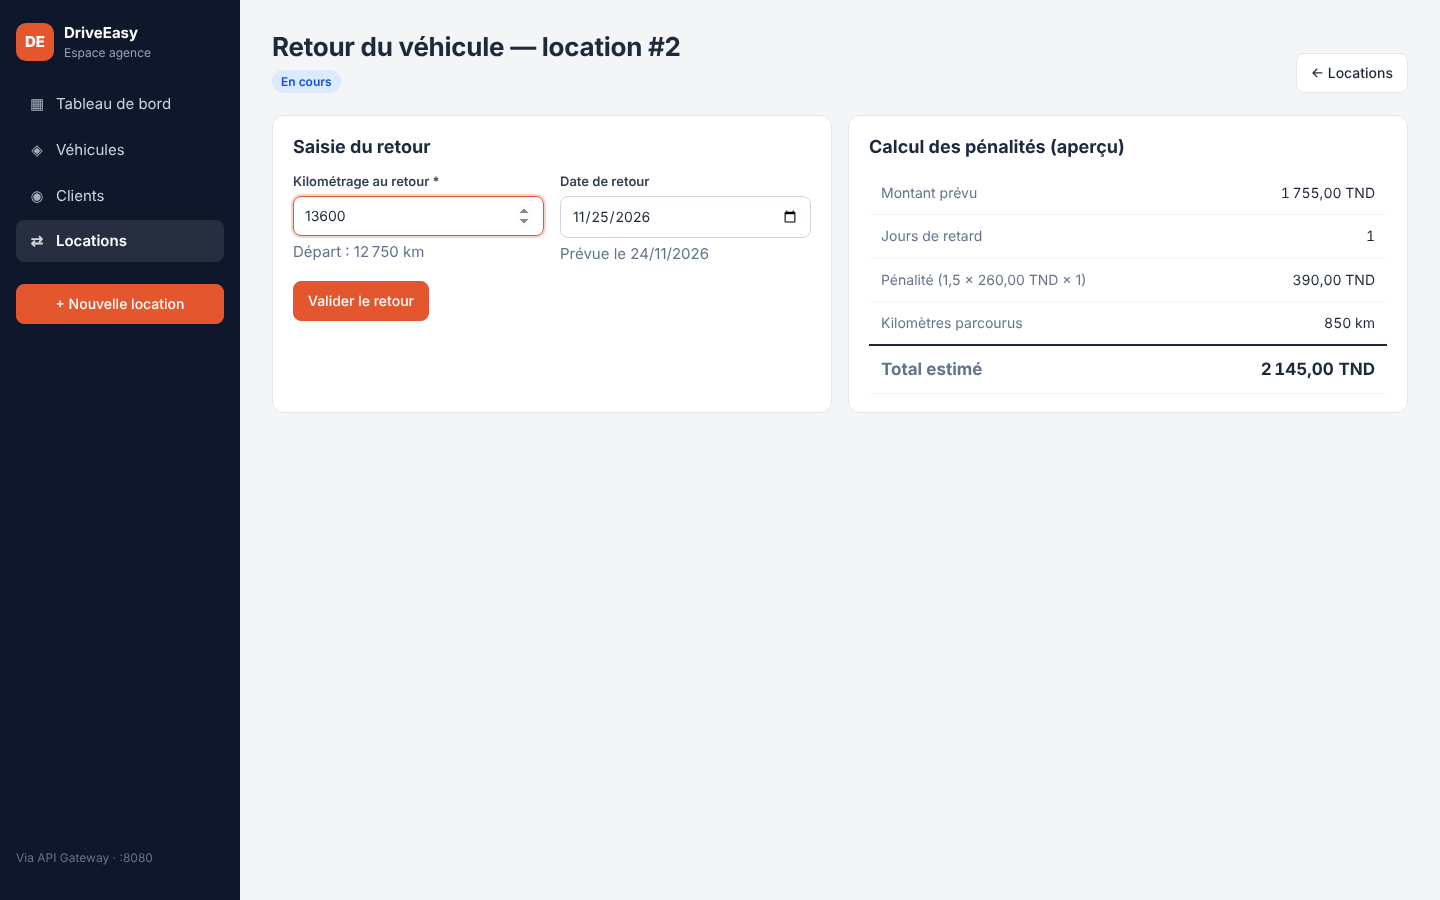 DE
DriveEasy
Espace agence
Tableau de bord
Véhicules
Clients
Locations
+ Nouvelle location
Via API Gateway · :8080
Retour du véhicule — location #2
En cours
← Locations
Saisie du retour
Kilométrage au retour *
13600
Départ : 12 750 km
Date de retour
11/25/2026
Prévue le 24/11/2026
Valider le retour
Calcul des pénalités (aperçu)
Montant prévu 1 755,00 TND
Jours de retard 1
Pénalité (1,5 × 260,00 TND × 1) 390,00 TND
Kilomètres parcourus 850 km
Total estimé 2 145,00 TND